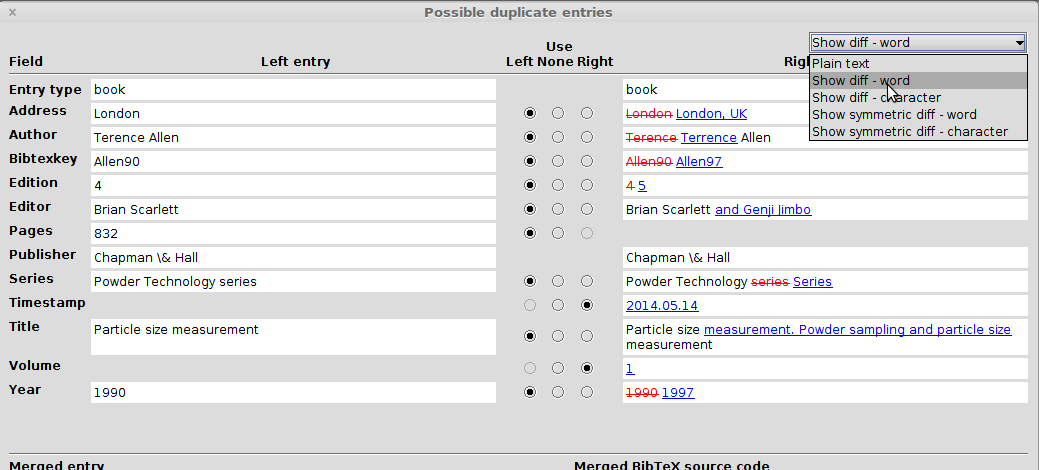 Possible duplicate entries
Use
Show diff - word
Field Left entry Left None Right
Plain text
Entry type book book
Show diff - word
Address London London London, UK
Show diff - character
Show symmetric diff - word
Author Terence Allen Terence Terrence Allen
Show symmetric diff - character
Bibtexkey Allen90 Allen90 Allen97
Edition 4 4 5
Editor Brian Scarlett Brian Scarlett and Genji Jimbo
Pages 832
Publisher Chapman \& Hall Chapman \& Hall
Series Powder Technology series Powder Technology series Series
Timestamp 2014.05.14
Title Particle size measurement Particle size measurement. Powder sampling and particle size
measurement
Volume 1
Year 1990 1990 1997
Merged entry Merged BibTeX source code